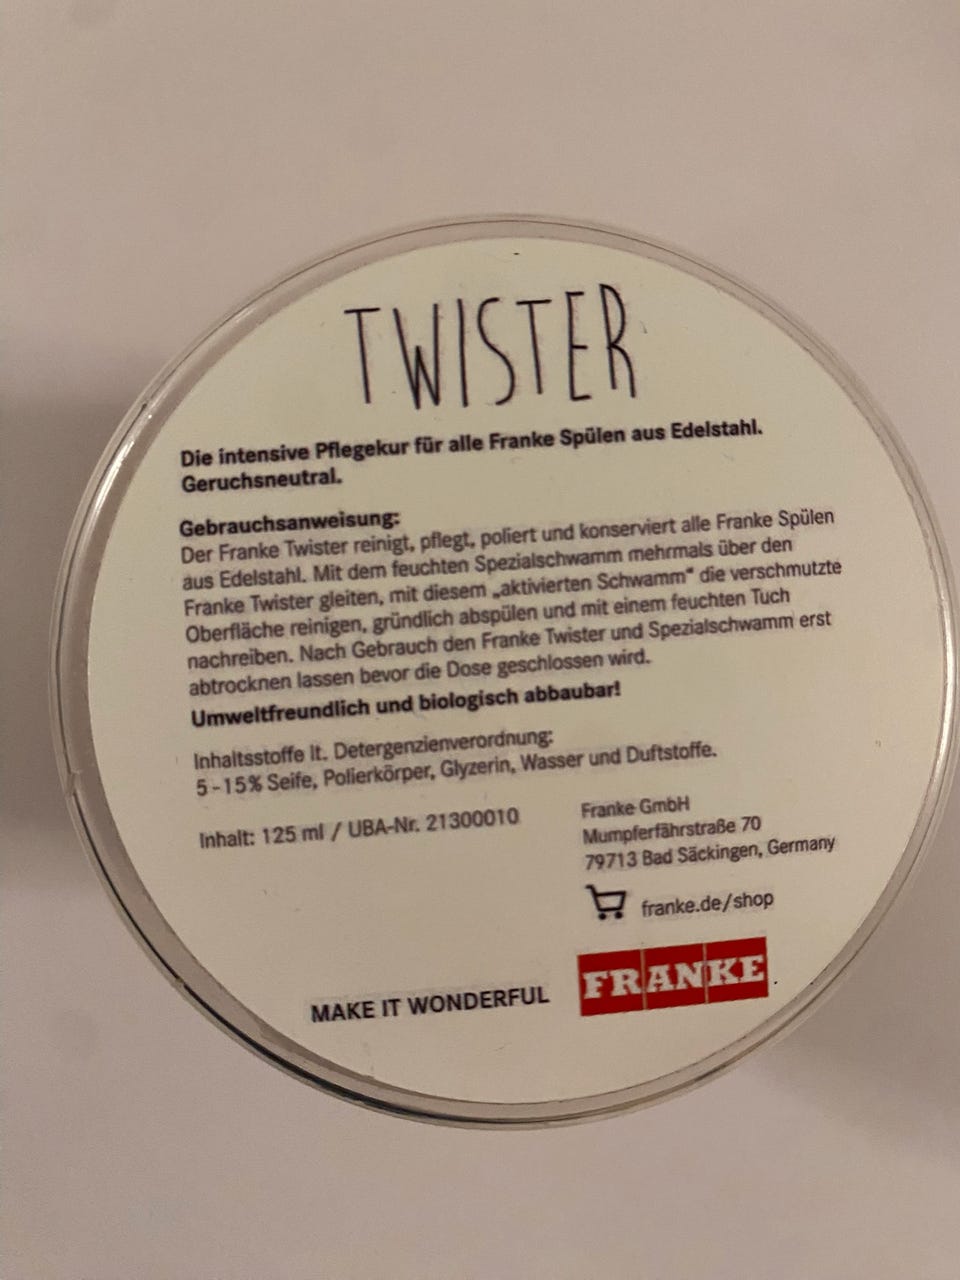 TWISTER
Die intensive Pflegekur für alle Franke Spülen aus Edelstahl.
Geruchsneutral.
Gebrauchsanweisung:
Der Franke Twister reinigt, pflegt, poliert und konserviert alle Franke Spülen
aus Edelstahl. Mit dem feuchten Spezialschwamm mehrmals über den
Franke Twister gleiten, mit diesem „aktivierten Schwamm“ die verschmutzte
Oberfläche reinigen, gründlich abspülen und mit einem feuchten Tuch
nachreiben. Nach Gebrauch den Franke Twister und Spezialschwamm erst
abtrocknen lassen bevor die Dose geschlossen wird.
Umweltfreundlich und biologisch abbaubar!
Inhaltsstoffe lt. Detergenzienverordnung:
5-15% Seife, Polierkörper, Glyzerin, Wasser und Duftstoffe.
Inhalt: 125 ml / UBA-Nr. 21300010
Franke GmbH
Mumpferfährstraße 70
79713 Bad Säckingen, Germany
franke.de/shop
MAKE IT WONDERFUL
FRANKE